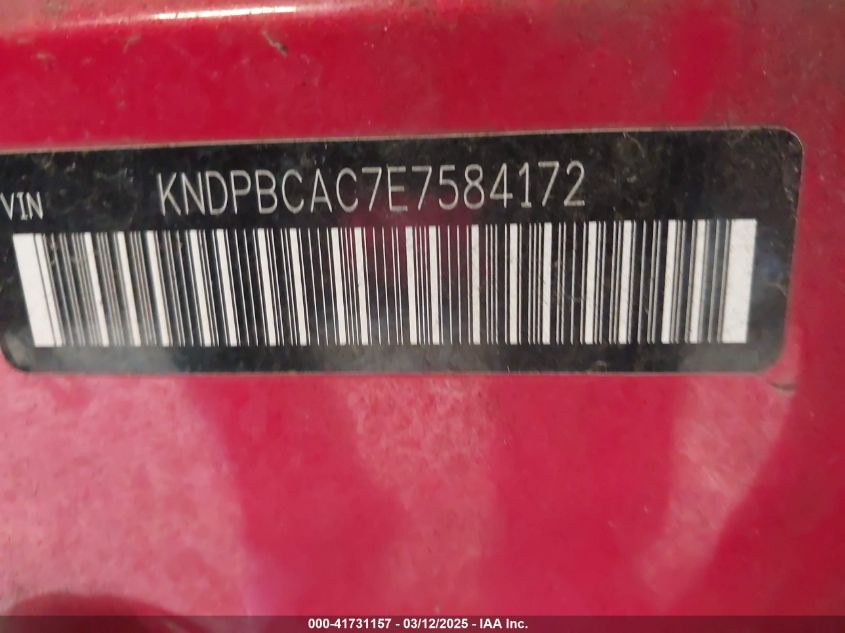 VIN KNDPBCAC7E7584172
000-41731157 - 03/12/2025 - IAA Inc.